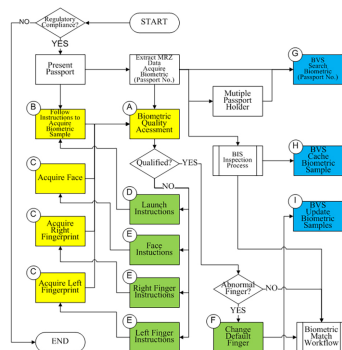 Regulatory
Compliance?
NO
START
YES
Present
Passport
Extract MRZ
Data
Acquire
Biometric
(Passport No.)
G
BVS
Search
Biometric
(Passport No.)
Mutiple
Passport
Holder
B
Follow
Instructions to
Acquire
Biometric
Sample
A
Biometric
Quality
Acessment
BIS
Inspection
Process
H
BVS
Cache
Biometric
Sample
Qualified?
YES
NO
C
Acquire Face
D
Launch
Instructions
I
BVS
Update
Biometric
Samples
C
Acquire
Right
Fingerprint
E
Face
Instructions
C
Acquire Left
Fingerprint
E
Right Finger
Instructions
Abnormal
Finger?
NO
YES
END
E
Left Finger
Instructions
F
Change
Default
Finger
Biometric
Match
Workflow